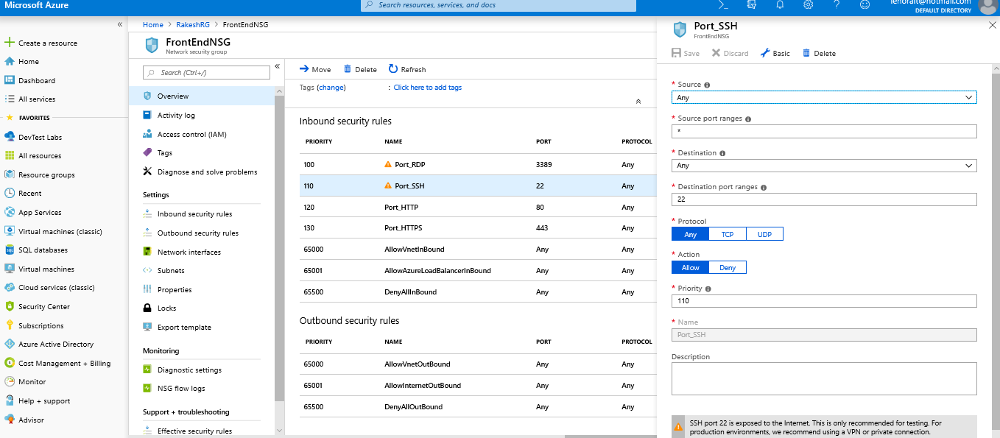 Microsoft Azure
Search resources, services, and docs
DEFAULT DIRECTORY
Create a resource
Home
Dashboard
All services
FAVORITES
DevTest Labs
All resources
Resource groups
Recent
App Services
Virtual machines (classic)
SQL databases
Virtual machines
Cloud services (classic)
Security Center
Subscriptions
Azure Active Directory
Cost Management + Billing
Monitor
Help + support
Advisor
Home > RakeshRG > FrontEndNSG
FrontEndNSG
Network security group
Search (Ctrl+/)
Overview
Activity log
Access control (IAM)
Tags
Diagnose and solve problems
Settings
Inbound security rules
Outbound security rules
Network interfaces
Subnets
Properties
Locks
Export template
Monitoring
Diagnostic settings
NSG flow logs
Support + troubleshooting
Effective security rules
Move Delete Refresh
Tags (change) : Click here to add tags
Inbound security rules
PRIORITY NAME PORT PROTOCOL
100 Port_RDP 3389 Any
110 Port_SSH 22 Any
120 Port_HTTP 80 Any
130 Port_HTTPS 443 Any
65000 AllowVnetInBound Any Any
65001 AllowAzureLoadBalancerInBound Any Any
65500 DenyAllInBound Any Any
Outbound security rules
PRIORITY NAME PORT PROTOCOL
65000 AllowVnetOutBound Any Any
65001 AllowInternetOutBound Any Any
65500 DenyAllOutBound Any Any
Port_SSH
FrontEndNSG
Save Discard Basic Delete
* Source
Any
* Source port ranges
*
* Destination
Any
* Destination port ranges
22
* Protocol
Any TCP UDP
* Action
Allow Deny
* Priority
110
* Name
Port_SSH
Description
SSH port 22 is exposed to the Internet. This is only recommended for testing. For
production environments, we recommend using a VPN or private connection.